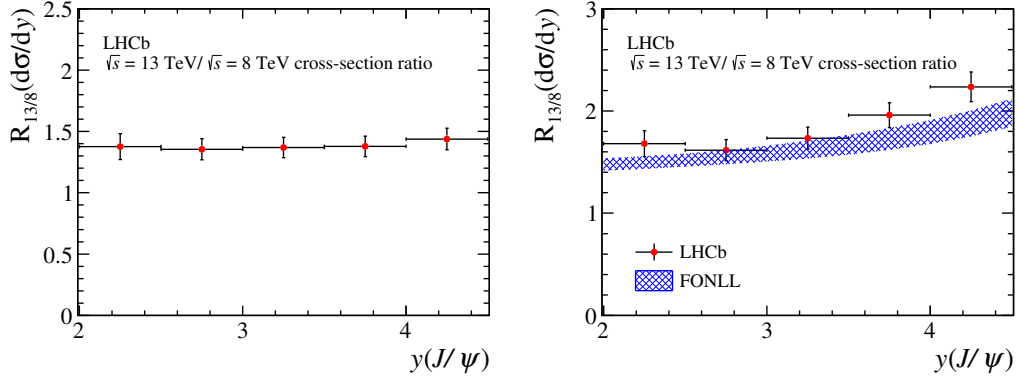 R₁₃/₈(dσ/dy)
2.5
2
1.5
1
0.5
0
LHCb
√s = 13 TeV/ √s = 8 TeV cross-section ratio
2
3
4
y(J/ψ)
R₁₃/₈(dσ/dy)
3
2
1
0
LHCb
√s = 13 TeV/ √s = 8 TeV cross-section ratio
LHCb
FONLL
2
3
4
y(J/ψ)